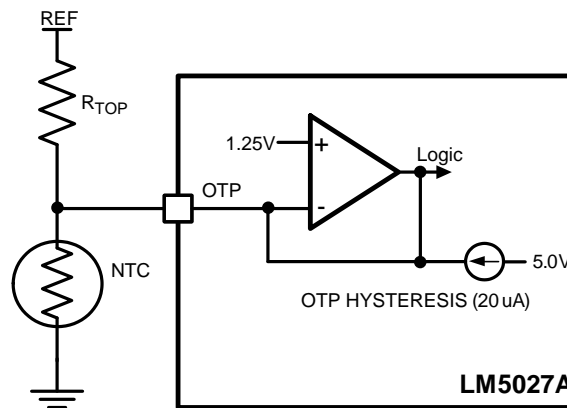 REF
RTOP
1.25V
+
Logic
OTP
-
NTC
5.0V
OTP HYSTERESIS (20 uA)
LM5027A